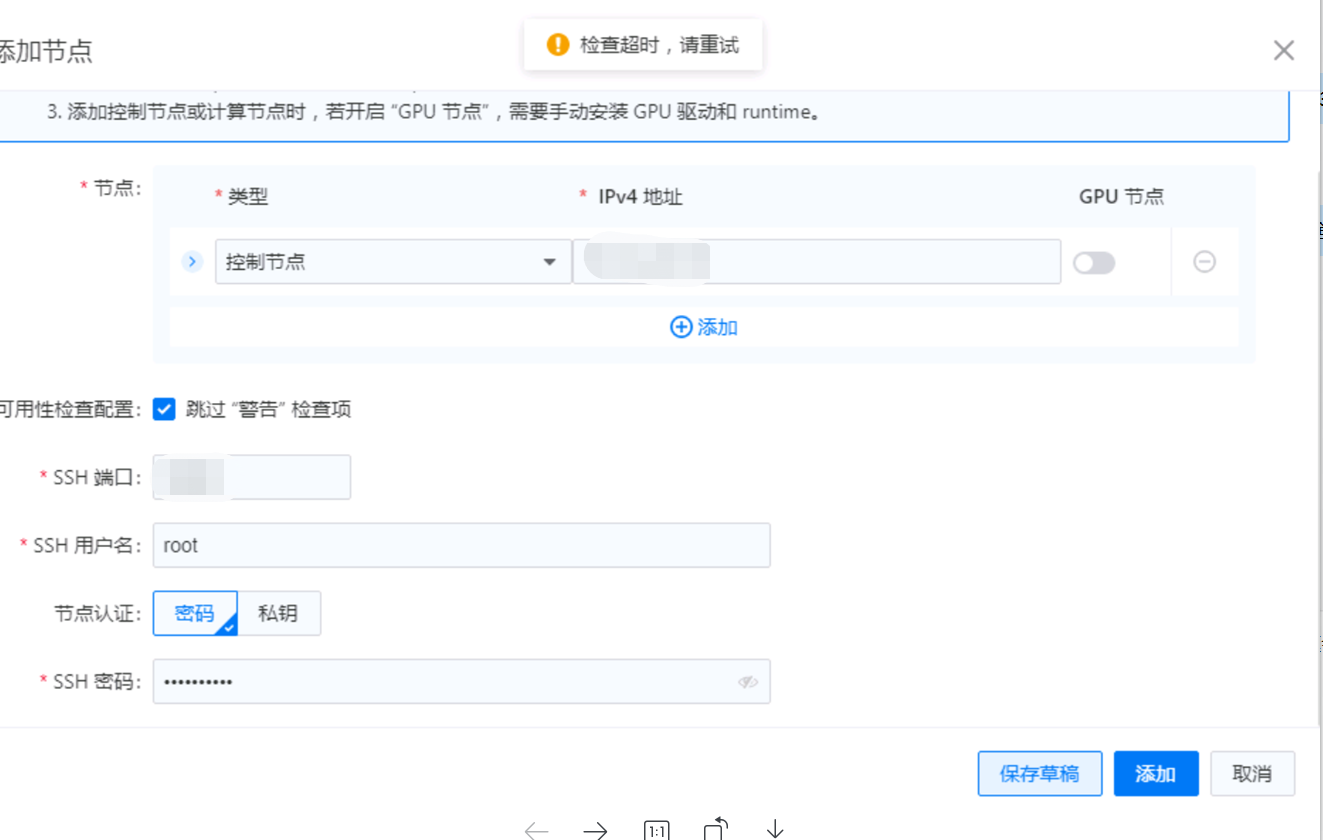 添加节点
检查超时，请重试
3. 添加控制节点或计算节点时，若开启 “GPU 节点”，需要手动安装 GPU 驱动和 runtime。
* 节点:
* 类型
* IPv4 地址
GPU 节点
控制节点
添加
可用性检查配置:
跳过 “警告” 检查项
* SSH 端口:
* SSH 用户名:
root
节点认证:
密码
私钥
* SSH 密码:
••••••••••
保存草稿
添加
取消
1:1